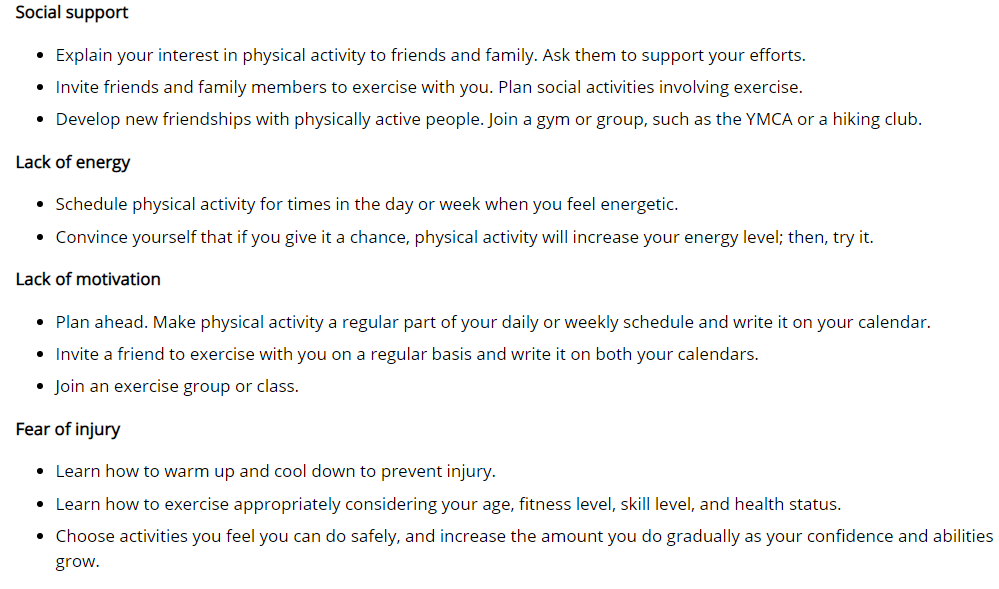 Social support
• Explain your interest in physical activity to friends and family. Ask them to support your efforts.
• Invite friends and family members to exercise with you. Plan social activities involving exercise.
• Develop new friendships with physically active people. Join a gym or group, such as the YMCA or a hiking club.
Lack of energy
• Schedule physical activity for times in the day or week when you feel energetic.
• Convince yourself that if you give it a chance, physical activity will increase your energy level; then, try it.
Lack of motivation
• Plan ahead. Make physical activity a regular part of your daily or weekly schedule and write it on your calendar.
• Invite a friend to exercise with you on a regular basis and write it on both your calendars.
• Join an exercise group or class.
Fear of injury
• Learn how to warm up and cool down to prevent injury.
• Learn how to exercise appropriately considering your age, fitness level, skill level, and health status.
• Choose activities you feel you can do safely, and increase the amount you do gradually as your confidence and abilities
grow.